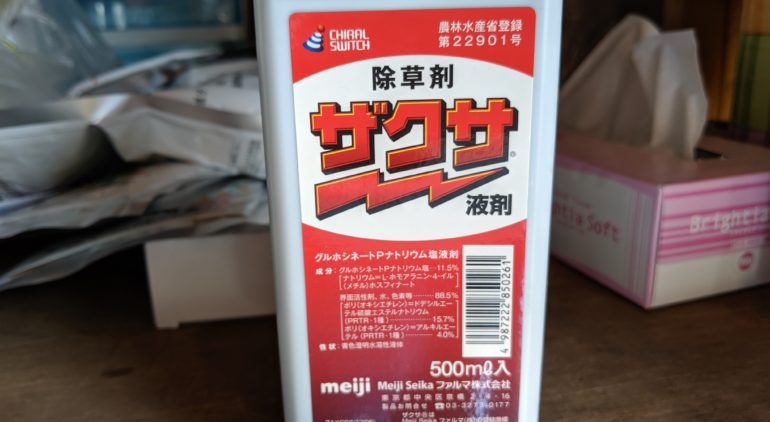 CHIRAL
SWITCH
農林水産省登録
第22901号
除草剤
ザクサ®
液剤
グルホシネートPナトリウム塩液剤
成分：グルホシネートPナトリウム塩…11.5%
[ナトリウム=L-ホモアラニン-4-イル
(メチル)ホスフィナート]
界面活性剤、水、色素等………88.5%
[ポリ(オキシエチレン)=ドデシルエー
テル硫酸エステルナトリウム
(PRTR・1種)………………15.7%
ポリ(オキシエチレン)=アルキルエー
テル(PRTR・1種)…………4.0%]
性状：青色澄明水溶性液体
4987222850261
500mℓ入
meiji Meiji Seika ファルマ株式会社
東京都中央区京橋2-4-16
製品お問合せ ☎03-3273-0177
ザクサ®は
Brightia
Soft